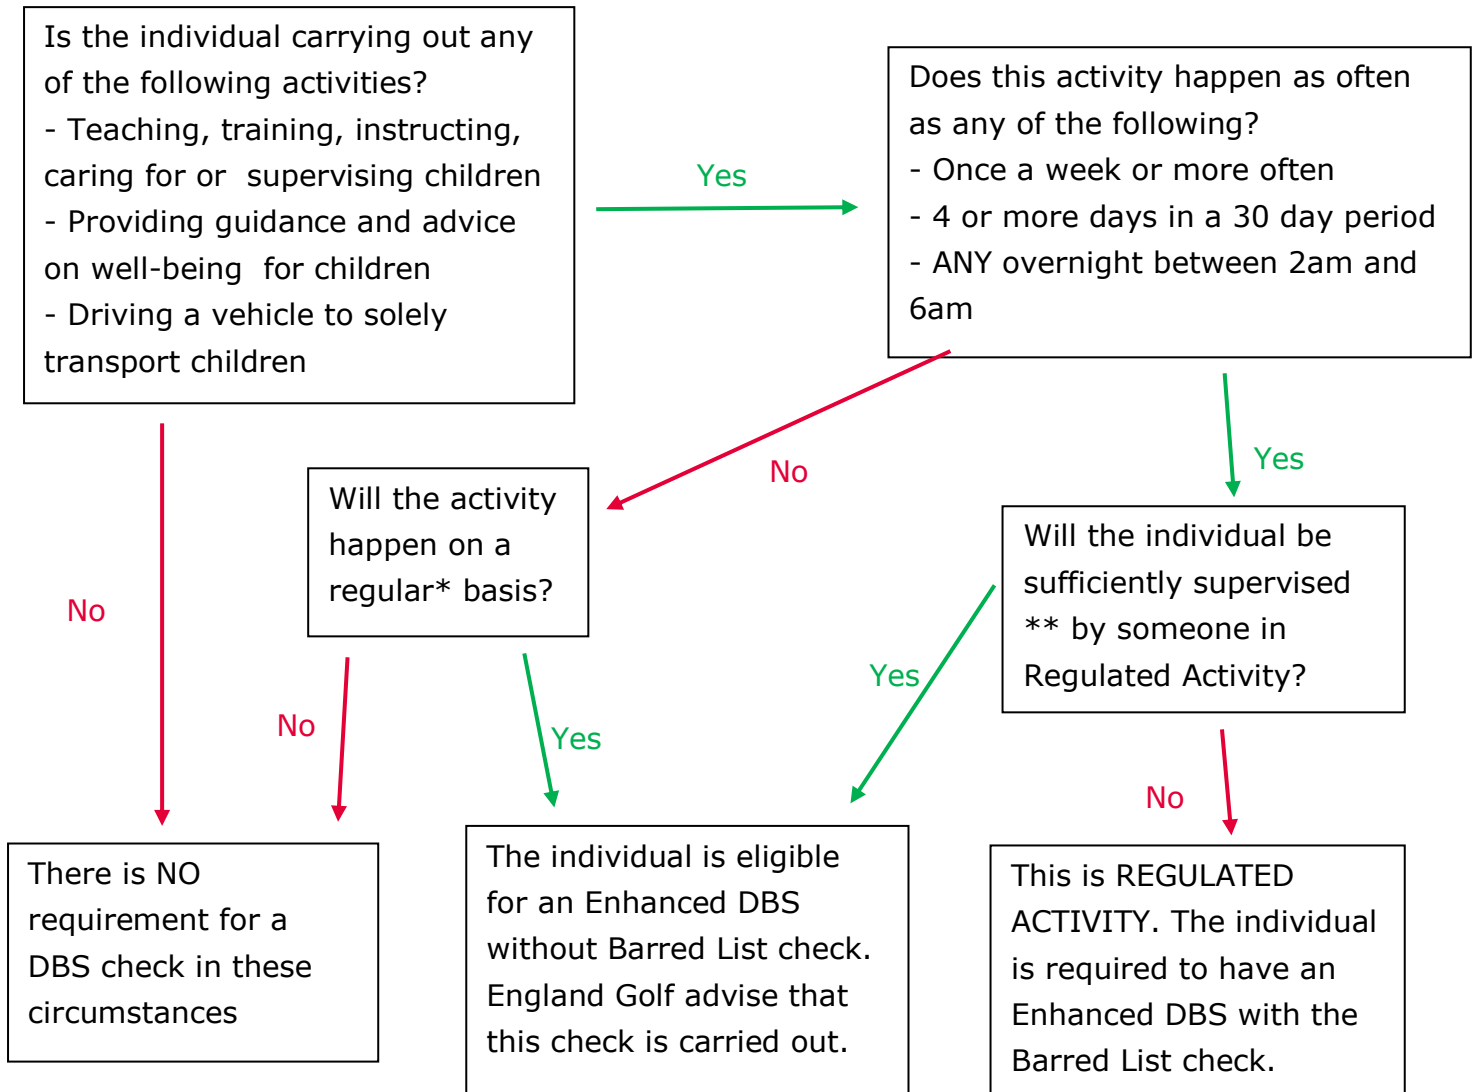 Is the individual carrying out any
of the following activities?
- Teaching, training, instructing,
caring for or  supervising children
- Providing guidance and advice
on well-being  for children
- Driving a vehicle to solely
transport children
Yes
Does this activity happen as often
as any of the following?
- Once a week or more often
- 4 or more days in a 30 day period
- ANY overnight between 2am and
6am
No
Yes
No
Will the activity
happen on a
regular* basis?
Will the individual be
sufficiently supervised
** by someone in
Regulated Activity?
No
Yes
Yes
No
There is NO
requirement for a
DBS check in these
circumstances
The individual is eligible
for an Enhanced DBS
without Barred List check.
England Golf advise that
this check is carried out.
This is REGULATED
ACTIVITY. The individual
is required to have an
Enhanced DBS with the
Barred List check.